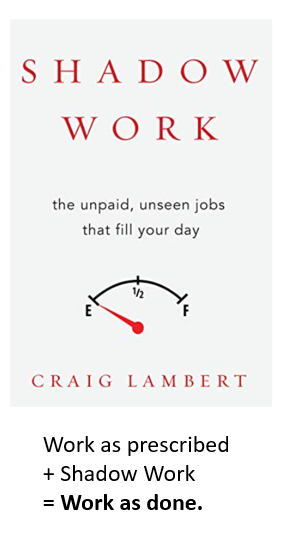 SHADOW
WORK
the unpaid, unseen jobs
that fill your day
1/2
E F
CRAIG LAMBERT
Work as prescribed
+ Shadow Work
= Work as done.